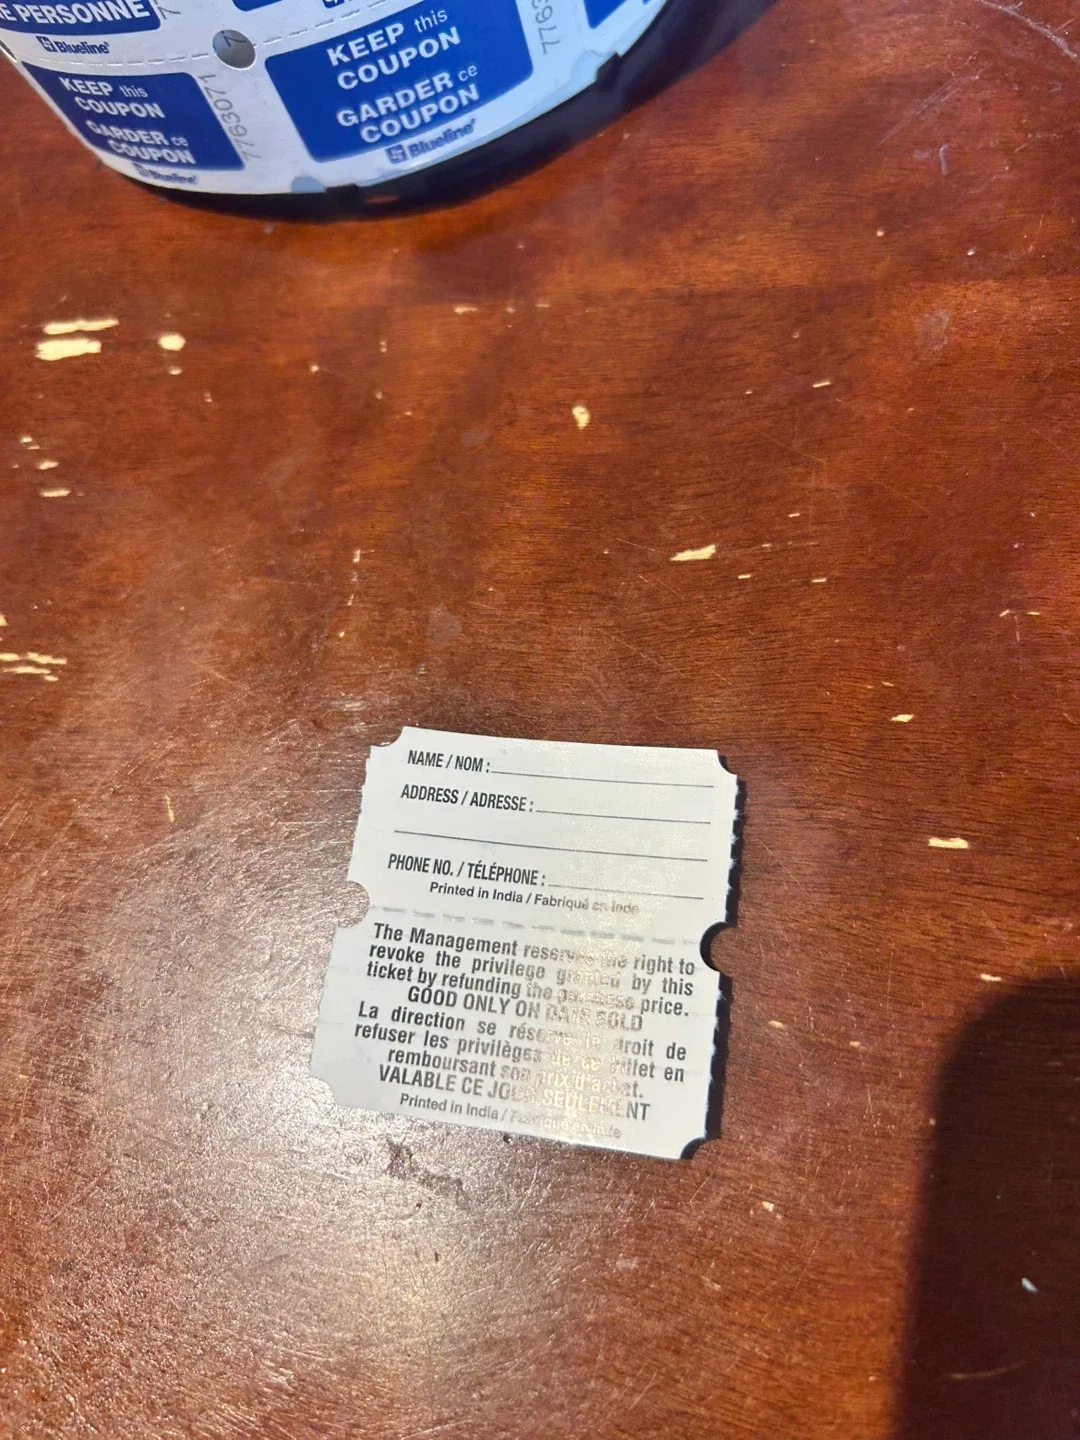 E PERSONNE
Blueline
KEEP this
COUPON
GARDER ce
COUPON
Blueline
7763071
KEEP this
COUPON
GARDER ce
COUPON
Blueline
7763
NAME / NOM :
ADDRESS / ADRESSE :
PHONE NO. / TÉLÉPHONE :
Printed in India / Fabriqué en Inde
The Management reserves the right to
revoke the privilege granted by this
ticket by refunding the purchase price.
GOOD ONLY ON DATE SOLD
La direction se réserve le droit de
refuser les privilèges de ce billet en
remboursant son prix d'achat.
VALABLE CE JOUR SEULEMENT
Printed in India / Fabriqué en Inde